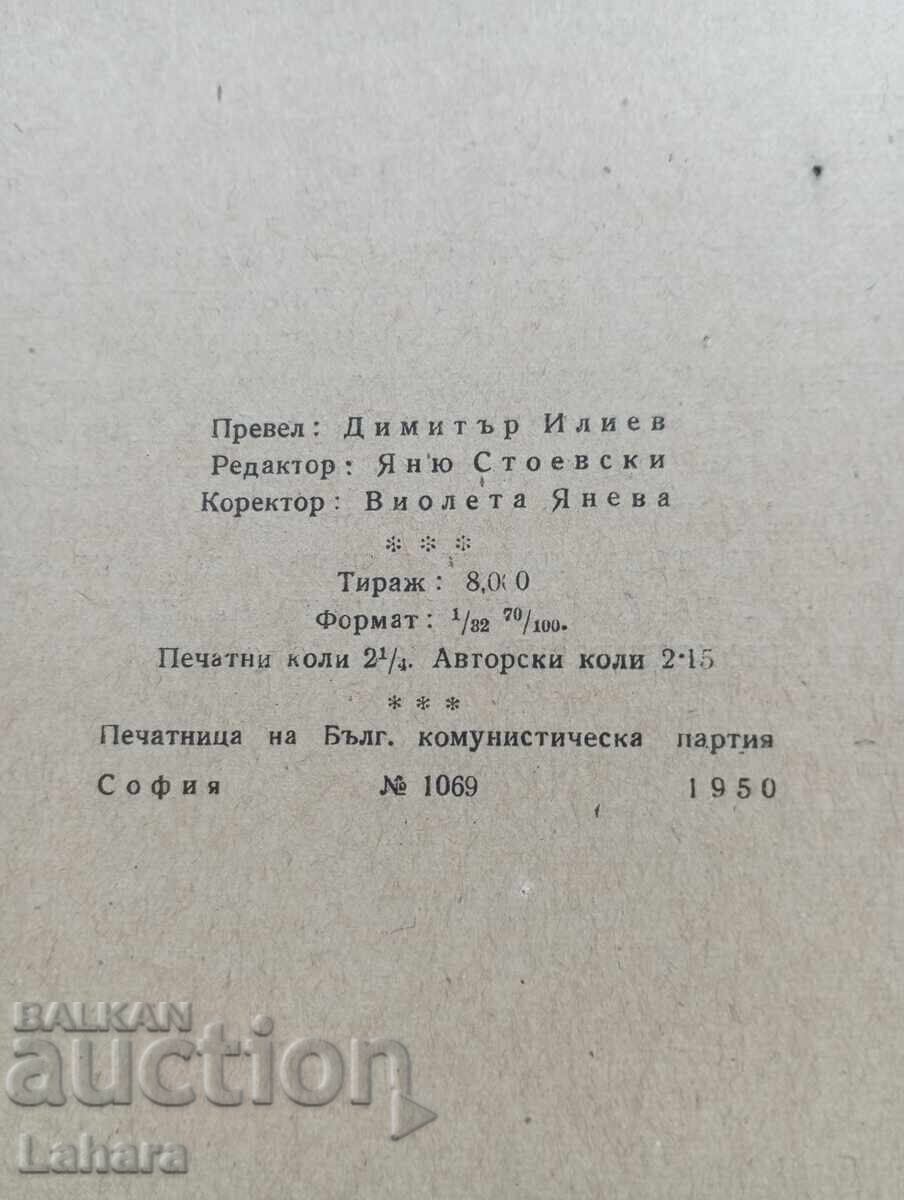 Превел: Димитър Илиев
Редактор: Яню Стоевски
Коректор: Виолета Янева
* * *
Тираж: 8,000
Формат: 1/32 70/100.
Печатни коли 2 1/4. Авторски коли 2·15
* * *
Печатница на Бълг. комунистическа партия
София № 1069 1950
BALKAN
auction
Lahara